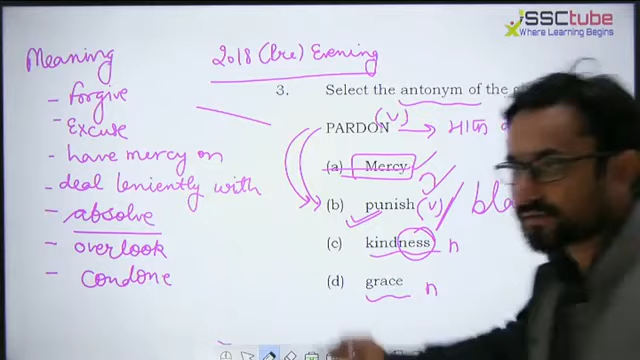 SSCtube
Where Learning Begins
Meaning
- forgive
- Excuse
- have mercy on
- deal leniently with
- absolve
- overlook
- condone
2018 (Pre) Evening
3. Select the antonym of the
PARDON (v) → माफ
(a) Mercy
(b) punish (v) / bla
(c) kindness n
(d) grace n